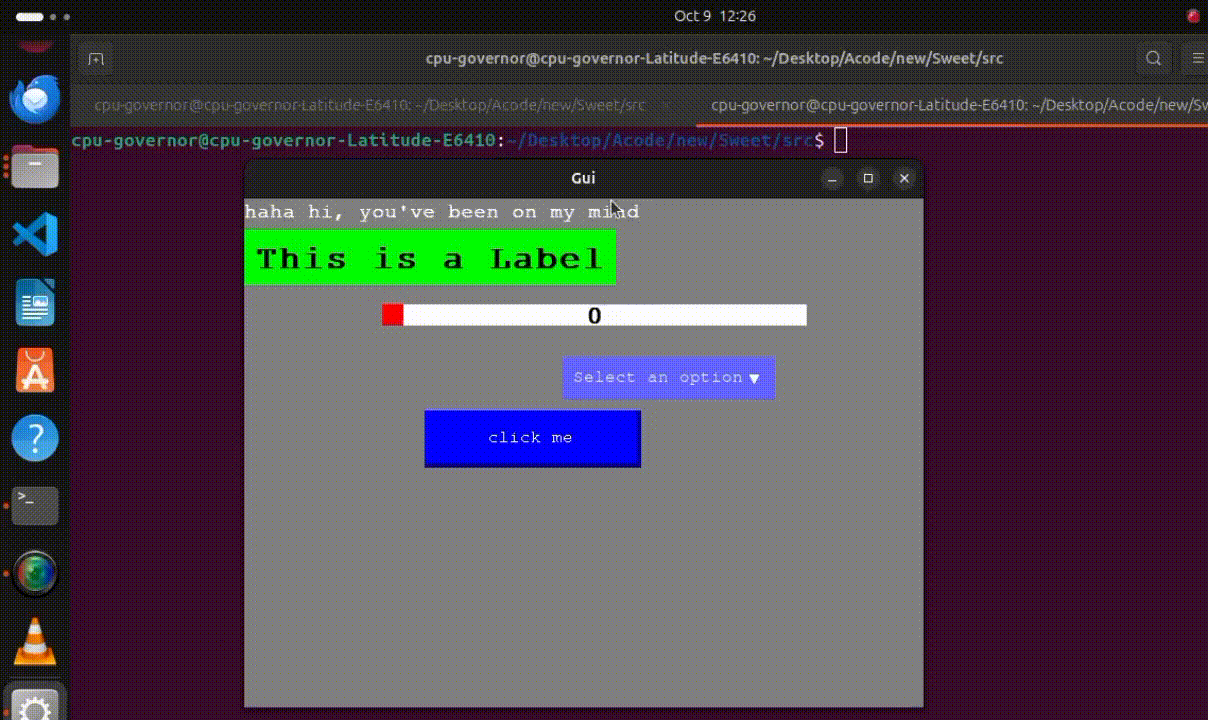 Oct 9 12:26
cpu-governor@cpu-governor-Latitude-E6410: ~/Desktop/Acode/new/Sweet/src
cpu-governor@cpu-governor-Latitude-E6410: ~/Desktop/Acode/new/Sweet/src
cpu-governor@cpu-governor-Latitude-E6410: ~/Desktop/Acode/new/Sw
cpu-governor@cpu-governor-Latitude-E6410:~/Desktop/Acode/new/Sweet/src$
Gui
haha hi, you've been on my mind
This is a Label
0
Select an option ▼
click me